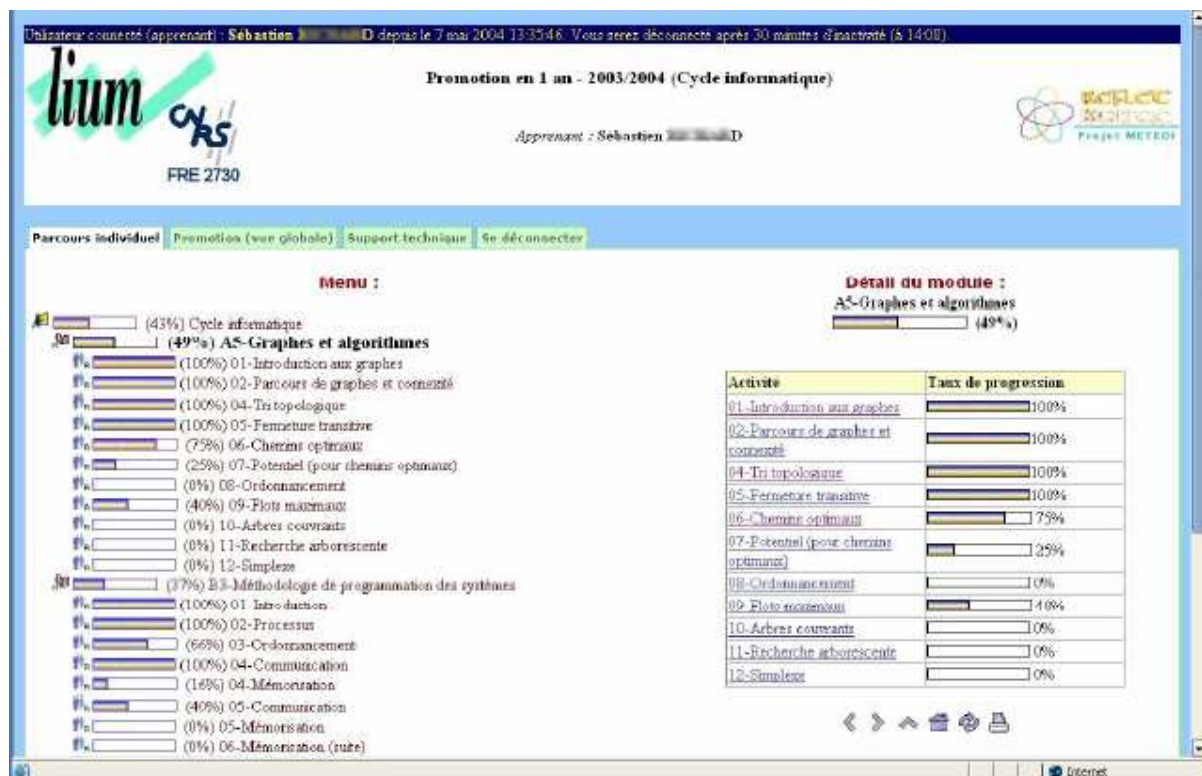 Utilisateur connecté (apprenant) : Sébastien D depuis le 7 mai 2004 13:35:46. Vous serez déconnecté après 30 minutes d'inactivité (à 14:08).
lium
CNRS
FRE 2730
Promotion en 1 an - 2003/2004 (Cycle informatique)
Apprenant : Sébastien D
Projet METEDI
Parcours individuel Promotion (vue globale) Support technique Se déconnecter
Menu :
(43%) Cycle informatique
(49%) A5-Graphes et algorithmes
(100%) 01-Introduction aux graphes
(100%) 02-Parcours de graphes et connexité
(100%) 04-Tri topologique
(100%) 05-Fermeture transitive
(75%) 06-Chemins optimaux
(25%) 07-Potentiel (pour chemins optimaux)
(0%) 08-Ordonnancement
(40%) 09-Flots maximaux
(0%) 10-Arbres couvrants
(0%) 11-Recherche arborescente
(0%) 12-Simplexe
(37%) B3-Méthodologie de programmation des systèmes
(100%) 01-Introduction
(100%) 02-Processus
(66%) 03-Ordonnancement
(100%) 04-Communication
(16%) 04-Mémorisation
(40%) 05-Communication
(0%) 05-Mémorisation
(0%) 06-Mémorisation (suite)
Détail du module :
A5-Graphes et algorithmes
(49%)
Activité Taux de progression
01-Introduction aux graphes 100%
02-Parcours de graphes et
connexité 100%
04-Tri topologique 100%
05-Fermeture transitive 100%
06-Chemins optimaux 75%
07-Potentiel (pour chemins
optimaux) 25%
08-Ordonnancement 0%
09-Flots maximaux 40%
10-Arbres couvrants 0%
11-Recherche arborescente 0%
12-Simplexe 0%
Internet